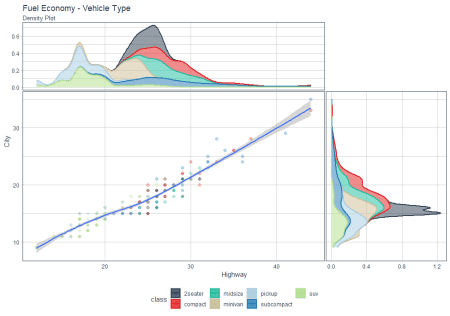 Fuel Economy - Vehicle Type
Density Plot
0.6
0.4
0.2
0.0
City
30
20
10
20
30
40
Highway
0.0
0.4
0.8
1.2
class
2seater midsize pickup suv
compact minivan subcompact